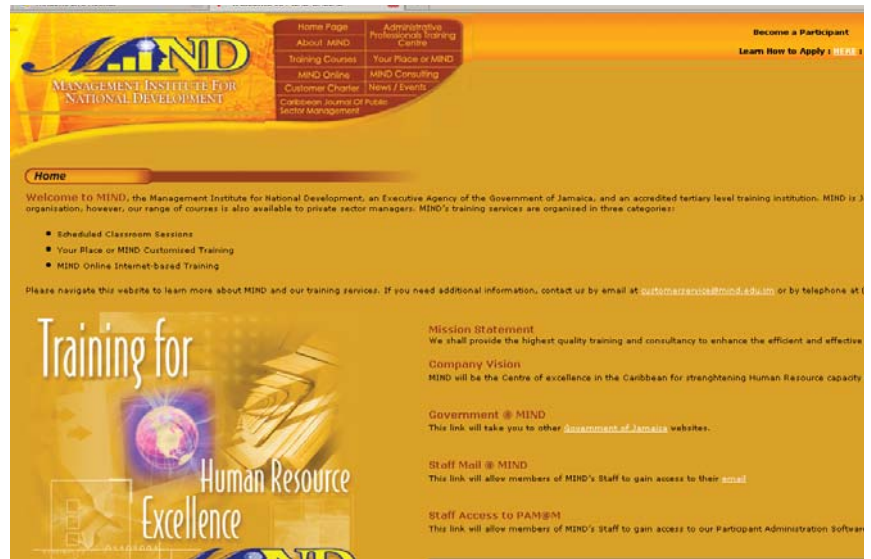 MIND
MANAGEMENT INSTITUTE FOR
NATIONAL DEVELOPMENT
Home Page
About MIND
Training Courses
MIND Online
Customer Charter
Caribbean Journal Of Public
Sector Management
Administrative
Professionals Training
Centre
Your Place or MIND
MIND Consulting
News / Events
Become a Participant
Learn How to Apply : HERE :
Home
Welcome to MIND, the Management Institute for National Development, an Executive Agency of the Government of Jamaica, and an accredited tertiary level training institution. MIND is
organisation, however, our range of courses is also available to private sector managers. MIND's training services are organised in three categories:
Scheduled Classroom Sessions
Your Place or MIND Customised Training
MIND Online Internet-based Training
Please navigate this website to learn more about MIND and our training services. If you need additional information, contact us by email at customerservice@mind.edu.jm or by telephone at
Training for
Human Resource
Excellence
Mission Statement
We shall provide the highest quality training and consultancy to enhance the efficient and effective
Company Vision
MIND will be the Centre of excellence in the Caribbean for strenghtening Human Resource capacity
Government @ MIND
This link will take you to other Government of Jamaica websites.
Staff Mail @ MIND
This link will allow members of MIND's Staff to gain access to their email
Staff Access to PAM@M
This link will allow members of MIND's Staff to gain access to our Participant Administration Software